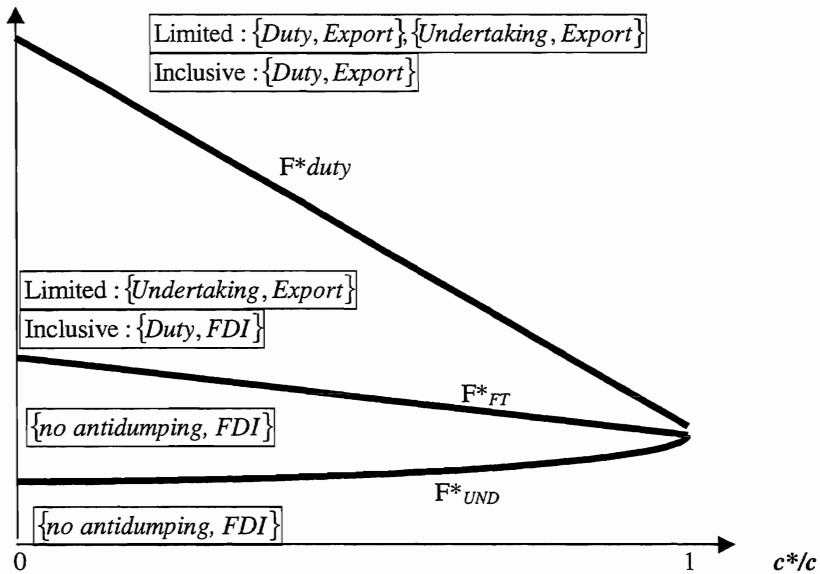 Limited : {Duty, Export},{Undertaking, Export}
Inclusive : {Duty, Export}
F*duty
Limited : {Undertaking, Export}
Inclusive : {Duty, FDI}
F*FT
{no antidumping, FDI}
F*UND
{no antidumping, FDI}
0 1 c*/c